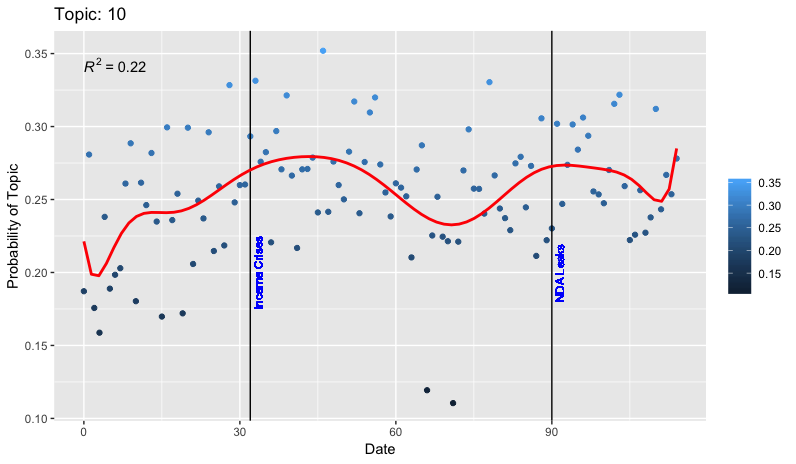 Topic: 10
R² = 0.22
Probability of Topic
0.35
0.30
0.25
0.20
0.15
0.10
Income Crises
NDA Leaks
0
30
60
90
Date
0.35
0.30
0.25
0.20
0.15